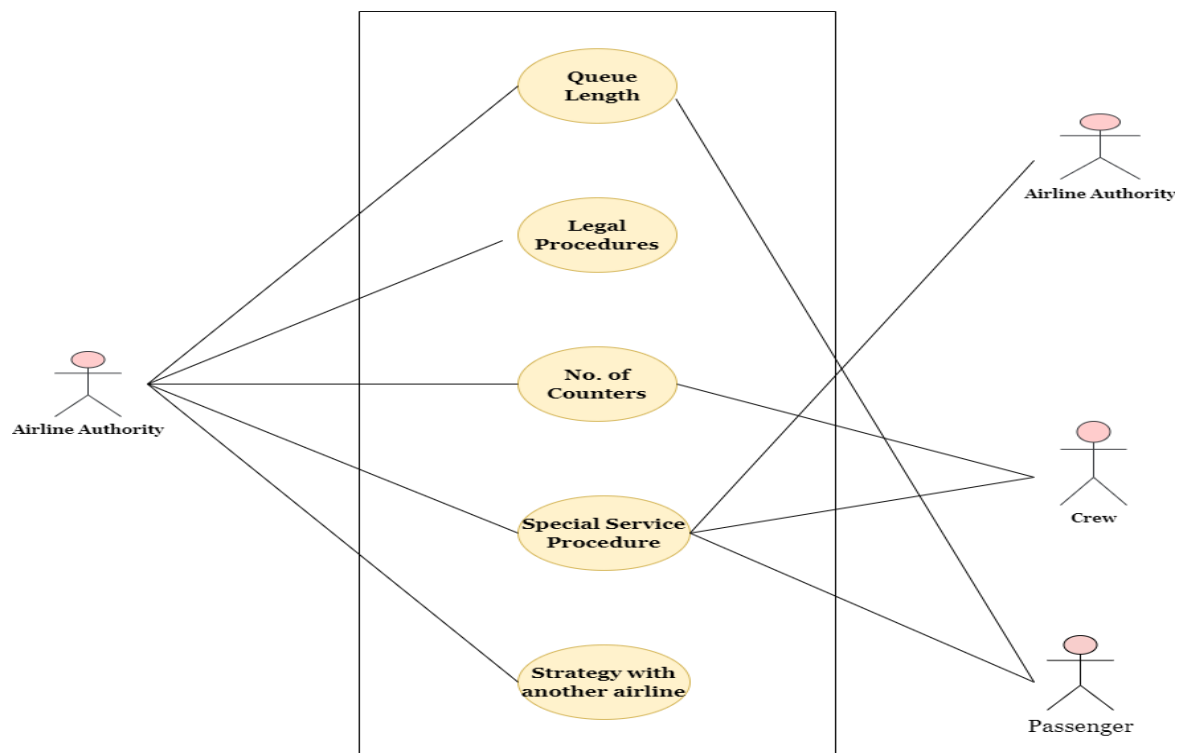 Queue
Length
Legal
Procedures
No. of
Counters
Special Service
Procedure
Strategy with
another airline
Airline Authority
Airline Authority
Crew
Passenger